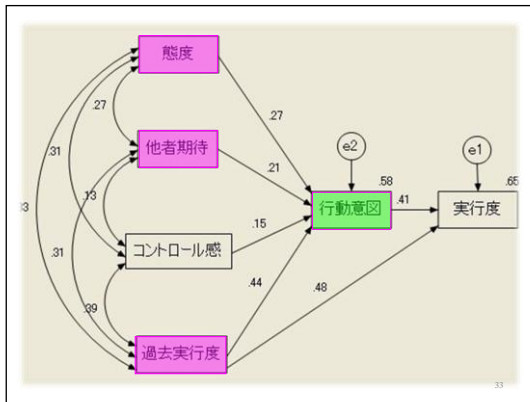 態度
.27
.27
.31
e2
e1
他者期待
.21
.58
.65
.13
行動意図
.41
実行度
33
.15
コントロール感
.31
.44
.48
.39
過去実行度
33